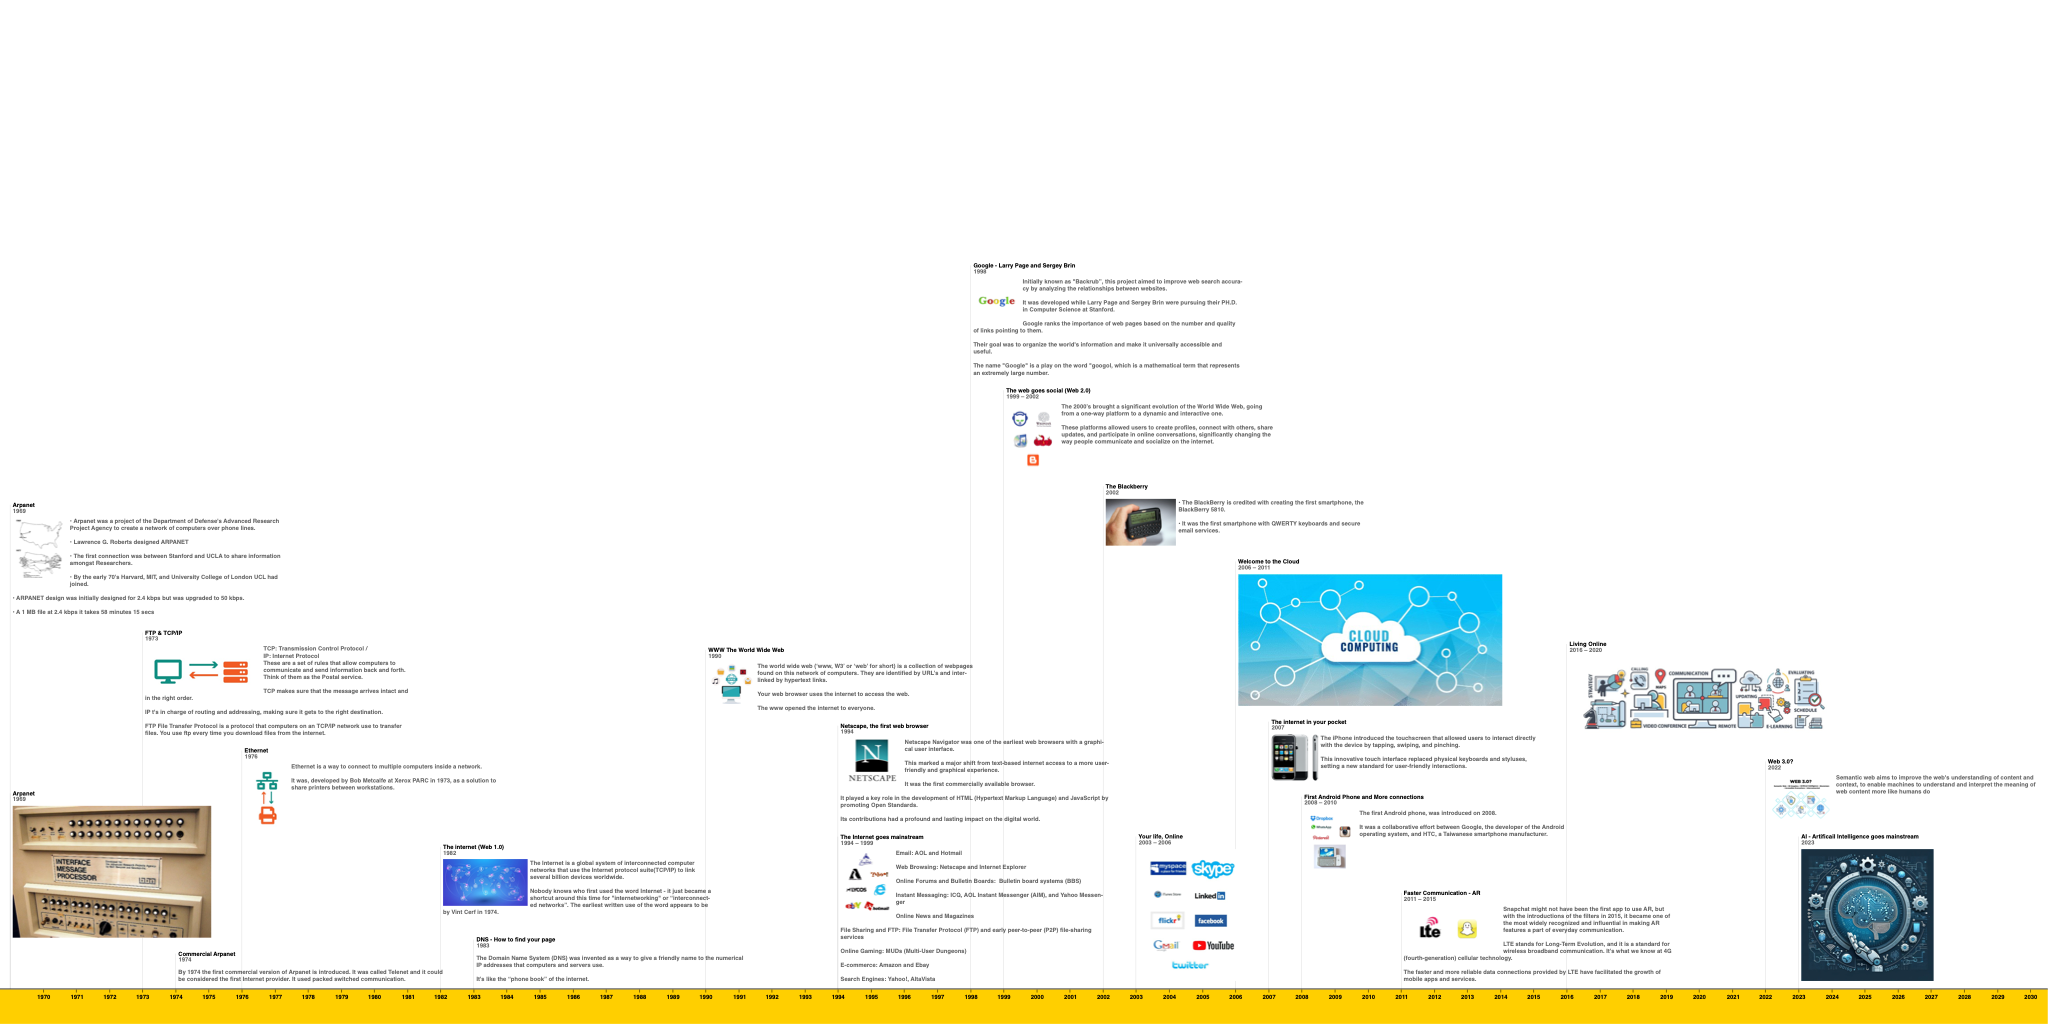 Google - Larry Page and Sergey Brin
1998
Initially known as "Backrub", this project aimed to improve web search accura-
cy by analyzing the relationships between websites.
It was developed while Larry Page and Sergey Brin were pursuing their PH.D.
in Computer Science at Stanford.
Google
Google ranks the importance of web pages based on the number and quality
of links pointing to them.
Their goal was to organize the world's information and make it universally accessible and
useful.
The name "Google" is a play on the word "googol, which is a mathematical term that represents
an extremely large number.
The web goes social (Web 2.0)
1999 – 2002
The 2000's brought a significant evolution of the World Wide Web, going
from a one-way platform to a dynamic and interactive one.
These platforms allowed users to create profiles, connect with others, share
updates, and participate in online conversations, significantly changing the
way people communicate and socialize on the internet.
The Blackberry
2002
• The BlackBerry is credited with creating the first smartphone, the
BlackBerry 5810.
• It was the first smartphone with QWERTY keyboards and secure
email services.
Arpanet
1969
• Arpanet was a project of the Department of Defense's Advanced Research
Project Agency to create a network of computers over phone lines.
• Lawrence G. Roberts designed ARPANET
• The first connection was between Stanford and UCLA to share information
amongst Researchers.
• By the early 70's Harvard, MIT, and University College of London UCL had
joined.
• ARPANET design was initially designed for 2.4 kbps but was upgraded to 50 kbps.
• A 1 MB file at 2.4 kbps it takes 58 minutes 15 secs
Welcome to the Cloud
2006 – 2011
CLOUD
COMPUTING
FTP & TCP/IP
1973
TCP: Transmission Control Protocol /
IP: Internet Protocol
These are a set of rules that allow computers to
communicate and send information back and forth.
Think of them as the Postal service.
TCP makes sure that the message arrives intact and
in the right order.
IP I's in charge of routing and addressing, making sure it gets to the right destination.
FTP File Transfer Protocol is a protocol that computers on an TCP/IP network use to transfer
files. You use ftp every time you download files from the internet.
WWW The World Wide Web
1990
The world wide web ('www, W3' or 'web' for short) is a collection of webpages
found on this network of computers. They are identified by URL's and inter-
linked by hypertext links.
Your web browser uses the internet to access the web.
The www opened the internet to everyone.
Living Online
2016 – 2020
STRATEGY
CALLING
MAPS
COMMUNICATION
UPDATING
EVALUATING
SCHEDULE
VIDEO CONFERENCE
REMOTE
E-LEARNING
Netscape, the first web browser
1994
N
NETSCAPE
Netscape Navigator was one of the earliest web browsers with a graphi-
cal user interface.
This marked a major shift from text-based internet access to a more user-
friendly and graphical experience.
It was the first commercially available browser.
It played a key role in the development of HTML (Hypertext Markup Language) and JavaScript by
promoting Open Standards.
Its contributions had a profound and lasting impact on the digital world.
The internet in your pocket
2007
The iPhone introduced the touchscreen that allowed users to interact directly
with the device by tapping, swiping, and pinching.
This innovative touch interface replaced physical keyboards and styluses,
setting a new standard for user-friendly interactions.
Ethernet
1976
Ethernet is a way to connect to multiple computers inside a network.
It was, developed by Bob Metcalfe at Xerox PARC in 1973, as a solution to
share printers between workstations.
Web 3.0?
2022
WEB 3.0?
Semantic web aims to improve the web's understanding of content and
context, to enable machines to understand and interpret the meaning of
web content more like humans do
Arpanet
1969
INTERFACE
MESSAGE
PROCESSOR
bbn
First Android Phone and More connections
2008 – 2010
Dropbox
WhatsApp
Pinterest
The first Android phone, was introduced on 2008.
It was a collaborative effort between Google, the developer of the Android
operating system, and HTC, a Taiwanese smartphone manufacturer.
The internet (Web 1.0)
1982
The Internet is a global system of interconnected computer
networks that use the Internet protocol suite(TCP/IP) to link
several billion devices worldwide.
Nobody knows who first used the word Internet - it just became a
shortcut around this time for "internetworking" or "interconnect-
ed networks". The earliest written use of the word appears to be
by Vint Cerf in 1974.
The Internet goes mainstream
1994 – 1999
LYCOS
ebY
Email: AOL and Hotmail
Web Browsing: Netscape and Internet Explorer
Online Forums and Bulletin Boards: Bulletin board systems (BBS)
Instant Messaging: ICQ, AOL Instant Messenger (AIM), and Yahoo Messen-
ger
Online News and Magazines
File Sharing and FTP: File Transfer Protocol (FTP) and early peer-to-peer (P2P) file-sharing
services
Online Gaming: MUDs (Multi-User Dungeons)
E-commerce: Amazon and Ebay
Search Engines: Yahoo!, AltaVista
Your life, Online
2003 – 2006
myspace
skype
iTunes Store
LinkedIn
flickr
facebook
Gmail
YouTube
twitter
AI - Artificail Intelligence goes mainstream
2023
Faster Communication - AR
2011 – 2015
lte
Snapchat might not have been the first app to use AR, but
with the introductions of the filters in 2015, it became one of
the most widely recognized and influential in making AR
features a part of everyday communication.
LTE stands for Long-Term Evolution, and it is a standard for
wireless broadband communication. It's what we know at 4G
(fourth-generation) cellular technology.
The faster and more reliable data connections provided by LTE have facilitated the growth of
mobile apps and services.
DNS - How to find your page
1983
The Domain Name System (DNS) was invented as a way to give a friendly name to the numerical
IP addresses that computers and servers use.
It's like the "phone book" of the internet.
Commercial Arpanet
1974
By 1974 the first commercial version of Arpanet is introduced. It was called Telenet and it could
be considered the first Internet provider. It used packed switched communication.
1970 1971 1972 1973 1974 1975 1976 1977 1978 1979 1980 1981 1982 1983 1984 1985 1986 1987 1988 1989 1990 1991 1992 1993 1994 1995 1996 1997 1998 1999 2000 2001 2002 2003 2004 2005 2006 2007 2008 2009 2010 2011 2012 2013 2014 2015 2016 2017 2018 2019 2020 2021 2022 2023 2024 2025 2026 2027 2028 2029 2030